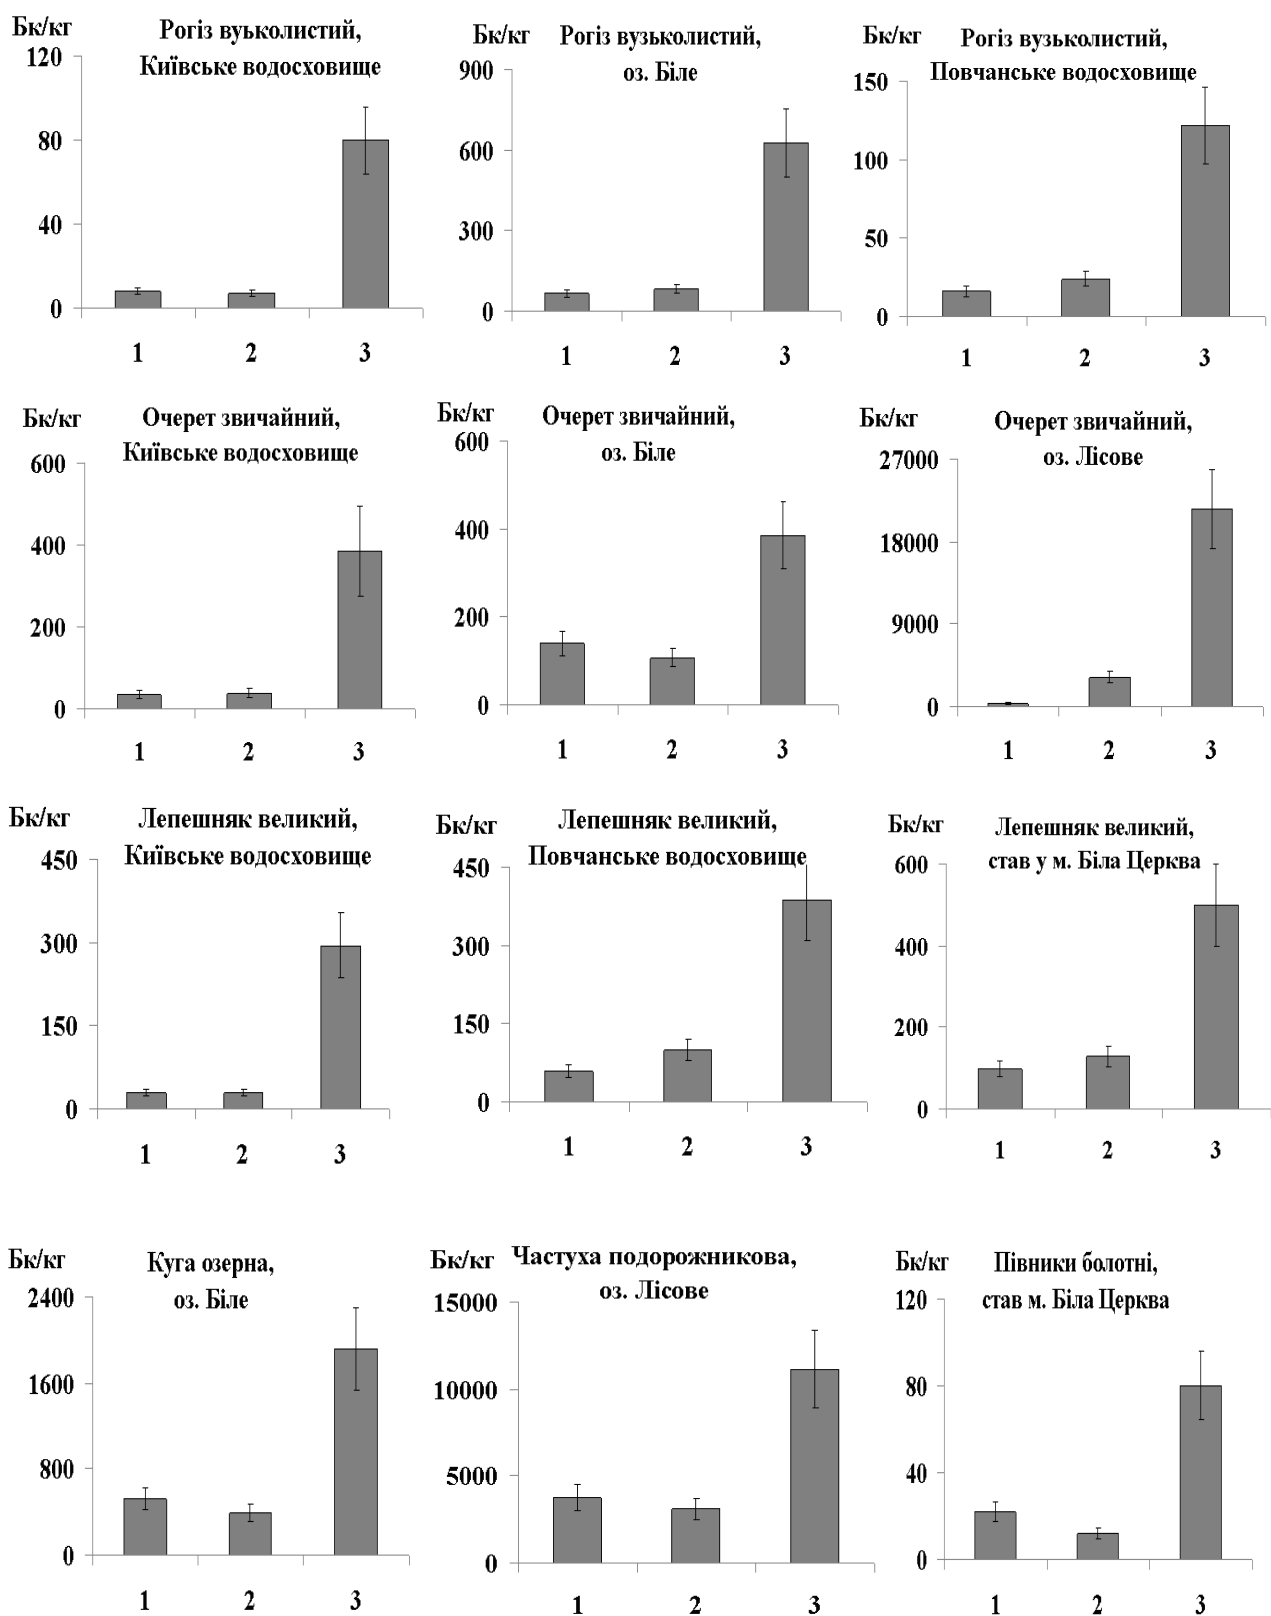 Бк/кг
Рогіз вуьколистий,
Київське водосховище
120
80
40
0
1 2 3
Бк/кг
Рогіз вузьколистий,
оз. Біле
900
600
300
0
1 2 3
Бк/кг
Рогіз вузьколистий,
Повчанське водосховище
150
100
50
0
1 2 3
Бк/кг
Очерет звичайний,
Київське водосховище
600
400
200
0
1 2 3
Бк/кг
Очерет звичайний,
оз. Біле
600
400
200
0
1 2 3
Бк/кг
Очерет звичайний,
оз. Лісове
27000
18000
9000
0
1 2 3
Бк/кг
Лепешняк великий,
Київське водосховище
450
300
150
0
1 2 3
Бк/кг
Лепешняк великий,
Повчанське водосховище
450
300
150
0
1 2 3
Бк/кг
Лепешняк великий,
став у м. Біла Церква
600
400
200
0
1 2 3
Бк/кг
Куга озерна,
оз. Біле
2400
1600
800
0
1 2 3
Бк/кг
Частуха подорожникова,
оз. Лісове
15000
10000
5000
0
1 2 3
Бк/кг
Півники болотні,
став м. Біла Церква
120
80
40
0
1 2 3